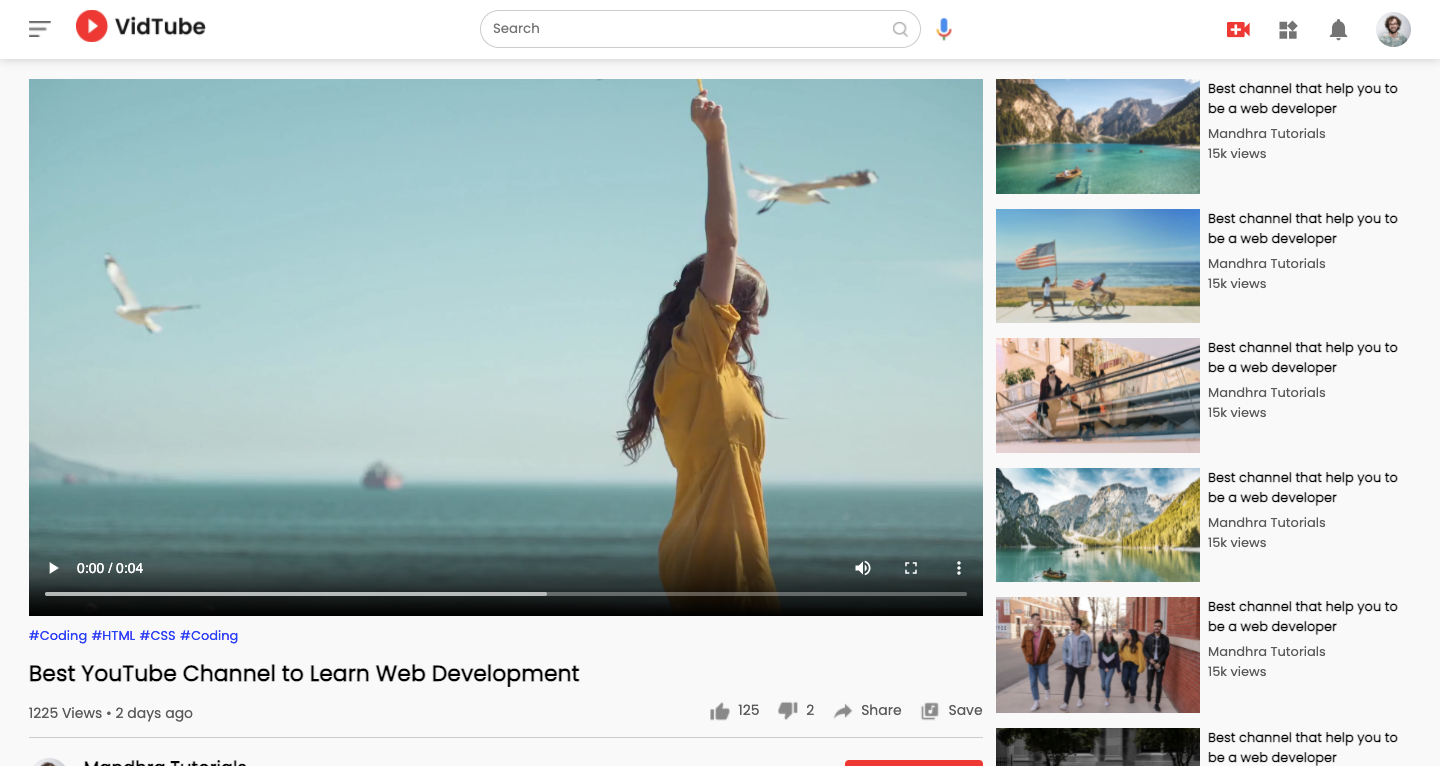 VidTube
Search
0:00 / 0:04
#Coding #HTML #CSS #Coding
Best YouTube Channel to Learn Web Development
1225 Views • 2 days ago
125
2
Share
Save
Mandhra Tutorials
Best channel that help you to
be a web developer
Mandhra Tutorials
15k views
Best channel that help you to
be a web developer
Mandhra Tutorials
15k views
Best channel that help you to
be a web developer
Mandhra Tutorials
15k views
Best channel that help you to
be a web developer
Mandhra Tutorials
15k views
Best channel that help you to
be a web developer
Mandhra Tutorials
15k views
Best channel that help you to
be a web developer